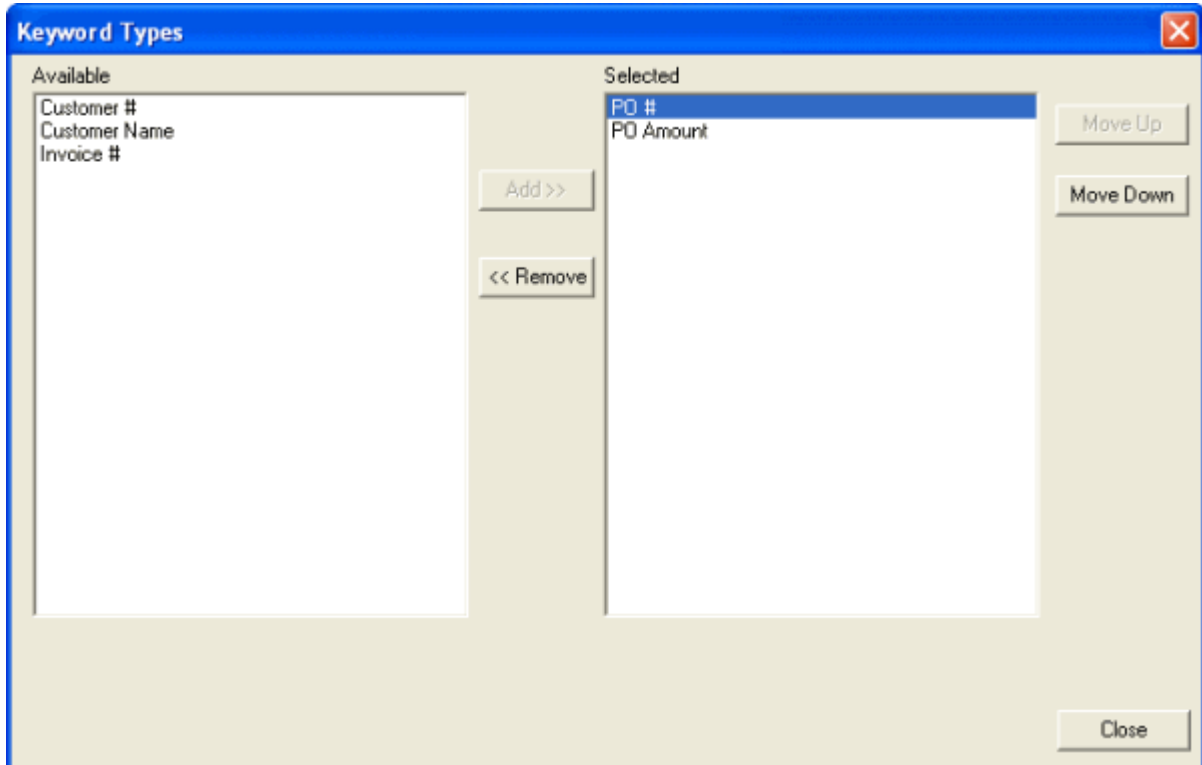 Keyword Types
Available
Customer #
Customer Name
Invoice #
Add >>
<< Remove
Selected
PO #
PO Amount
Move Up
Move Down
Close